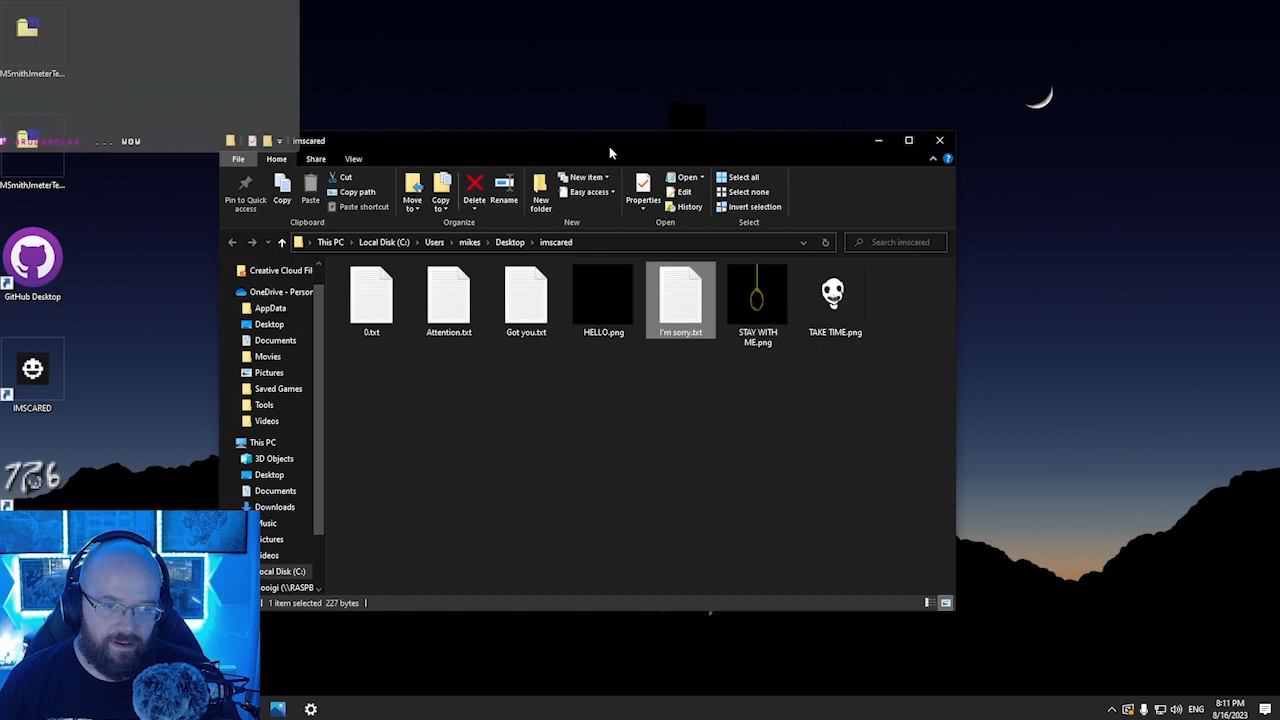 MSmithJmeterTe...
... WOW
MSmithJmeterTe...
GitHub Desktop
IMSCARED
imscared
File Home Share View
Pin to Quick access
Copy
Paste
Cut
Copy path
Paste shortcut
Clipboard
Move to
Copy to
Delete
Rename
Organize
New folder
New item
Easy access
New
Properties
Open
Edit
History
Open
Select all
Select none
Invert selection
Select
This PC > Local Disk (C:) > Users > mikes > Desktop > imscared
Search imscared
Creative Cloud Fil
OneDrive - Person
AppData
Desktop
Documents
Movies
Pictures
Saved Games
Tools
Videos
This PC
3D Objects
Desktop
Documents
Downloads
Music
ictures
ideos
ocal Disk (C:)
ooigi (\\RASPB
0.txt
Attention.txt
Got you.txt
HELLO.png
I'm sorry.txt
STAY WITH
ME.png
TAKE TIME.png
1 item selected 227 bytes
ENG
8:11 PM
8/16/2023